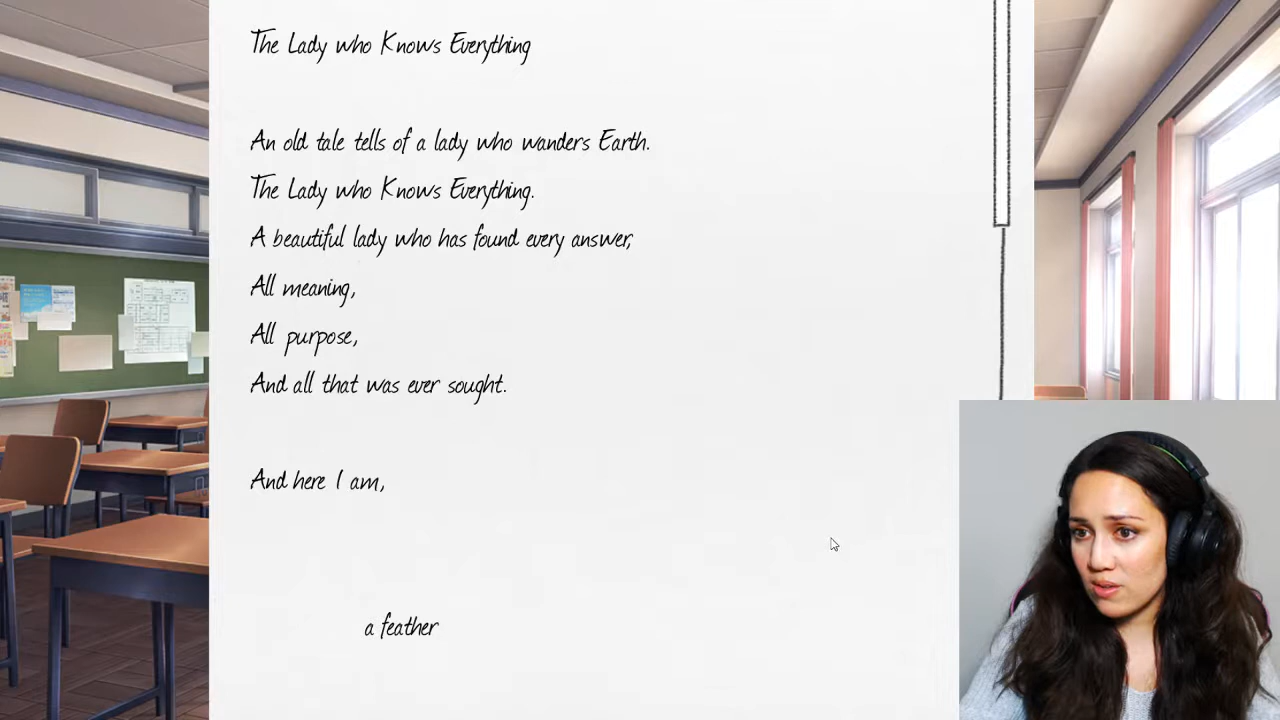 The Lady who Knows Everything
An old tale tells of a lady who wanders Earth.
The Lady who Knows Everything.
A beautiful lady who has found every answer,
All meaning,
All purpose,
And all that was ever sought.
And here I am,
a feather